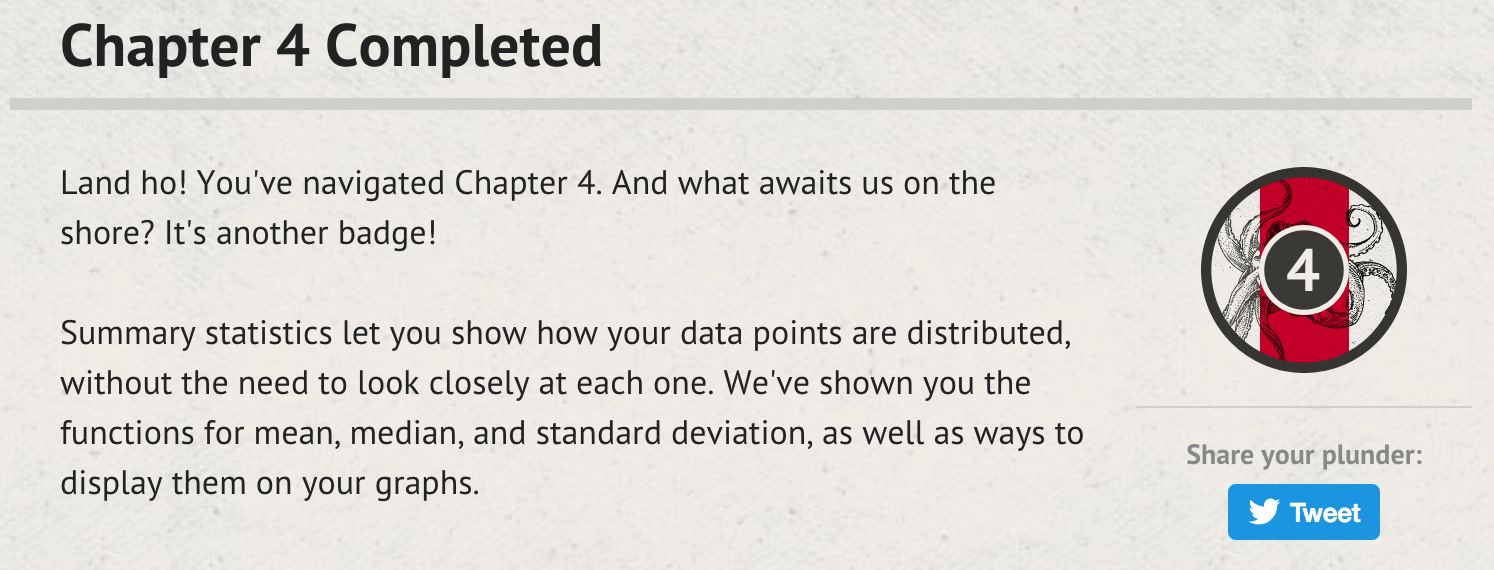 Chapter 4 Completed
Land ho! You've navigated Chapter 4. And what awaits us on the
shore? It's another badge!
Summary statistics let you show how your data points are distributed,
without the need to look closely at each one. We've shown you the
functions for mean, median, and standard deviation, as well as ways to
display them on your graphs.
4
Share your plunder:
Tweet